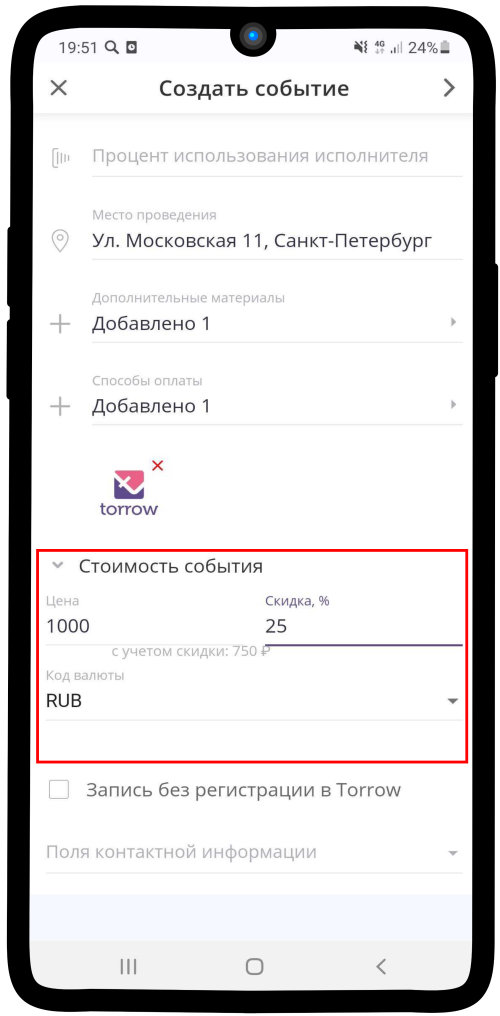 19:51 4G 24%
Создать событие
Процент использования исполнителя
Место проведения
Ул. Московская 11, Санкт-Петербург
Дополнительные материалы
Добавлено 1
Способы оплаты
Добавлено 1
torrow
Стоимость события
Цена Скидка, %
1000 25
с учетом скидки: 750 ₽
Код валюты
RUB
Запись без регистрации в Torrow
Поля контактной информации